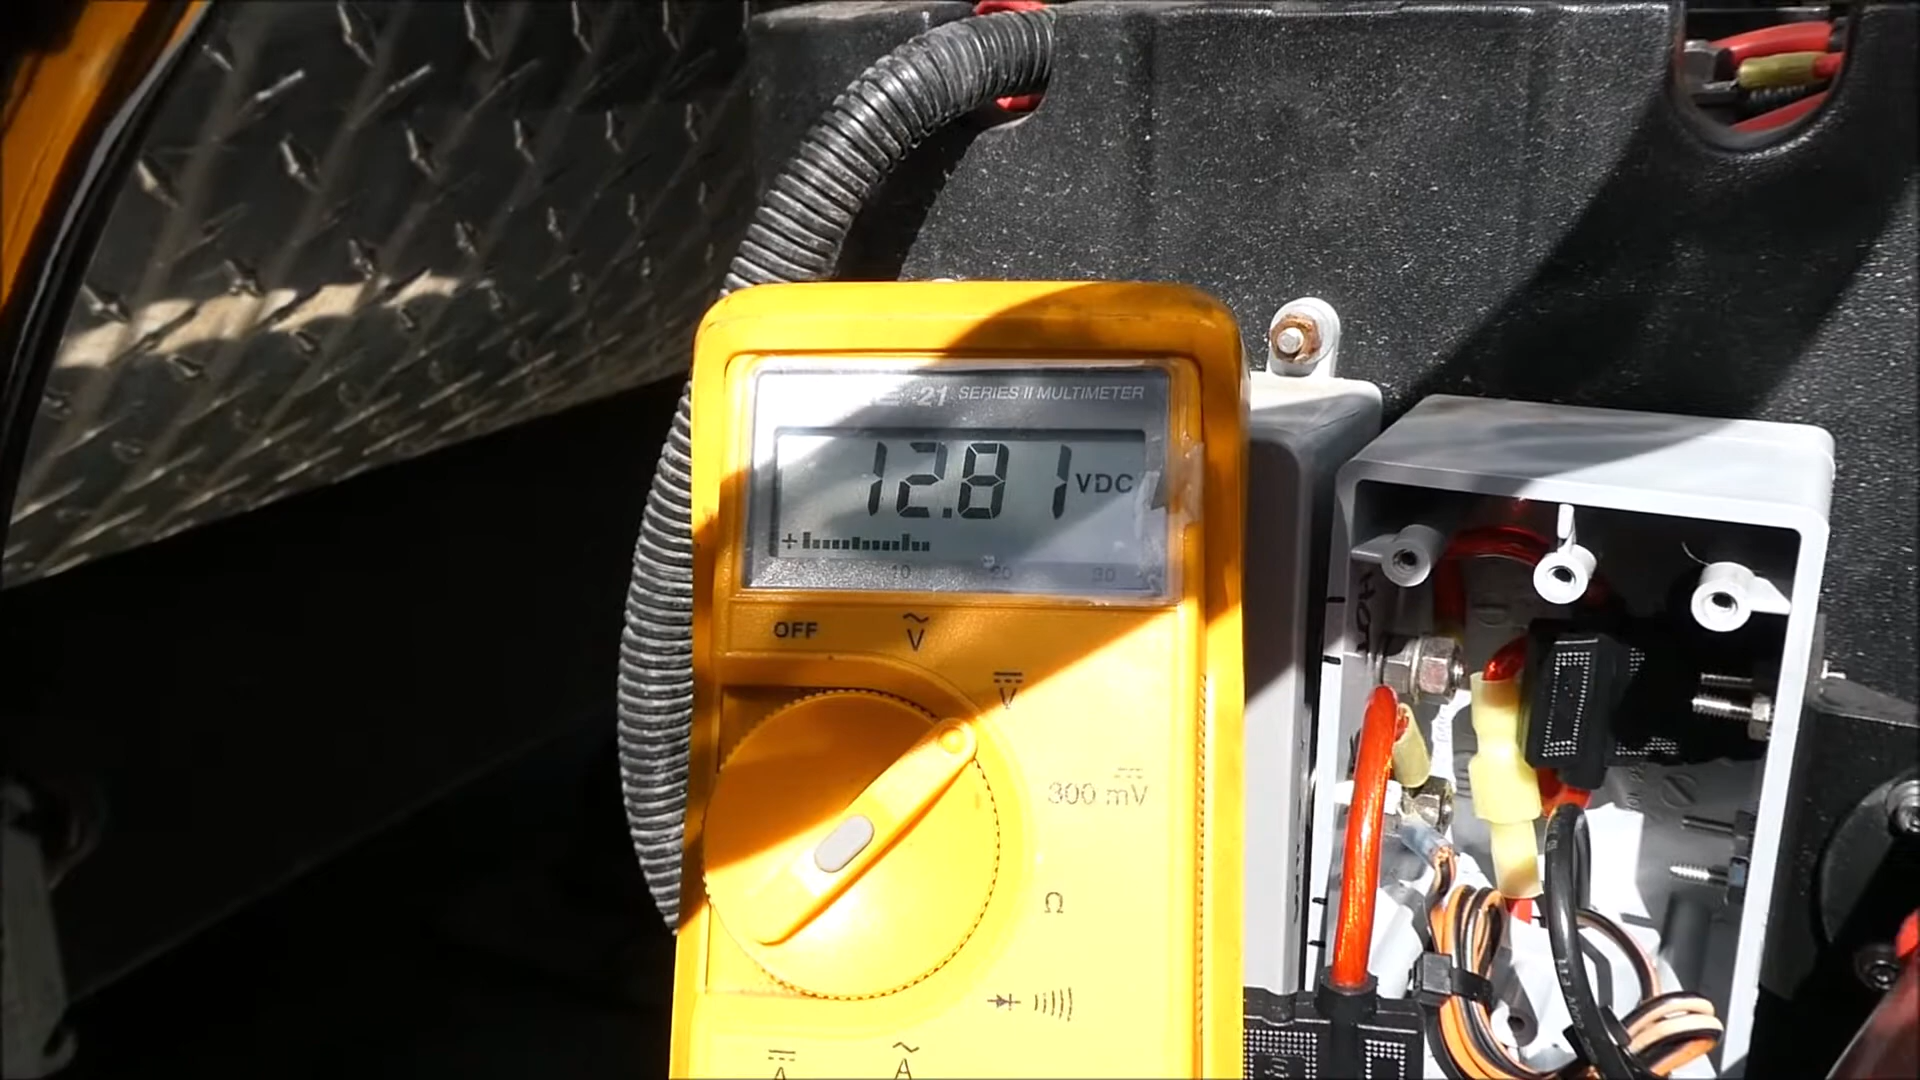 21 SERIES II MULTIMETER
12.81 VDC
+
10 20 30
OFF
V
V
300 mV
Ω
A
A